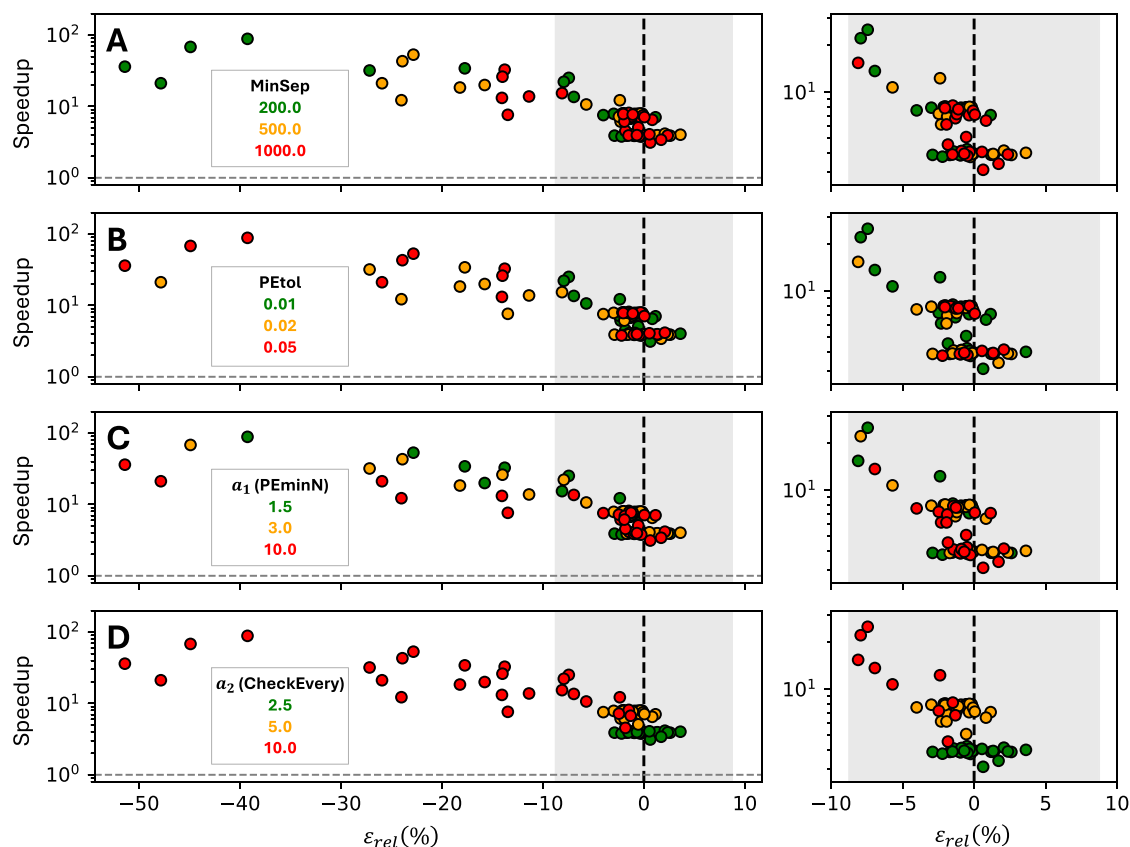 A
Speedup
10²
10¹
10⁰
MinSep
200.0
500.0
1000.0
10¹
B
Speedup
10²
10¹
10⁰
PEtol
0.01
0.02
0.05
10¹
C
Speedup
10²
10¹
10⁰
a₁ (PEminN)
1.5
3.0
10.0
10¹
D
Speedup
10²
10¹
10⁰
a₂ (CheckEvery)
2.5
5.0
10.0
10¹
−50 −40 −30 −20 −10 0 10
−10 −5 0 5 10
ε_rel(%)
ε_rel(%)